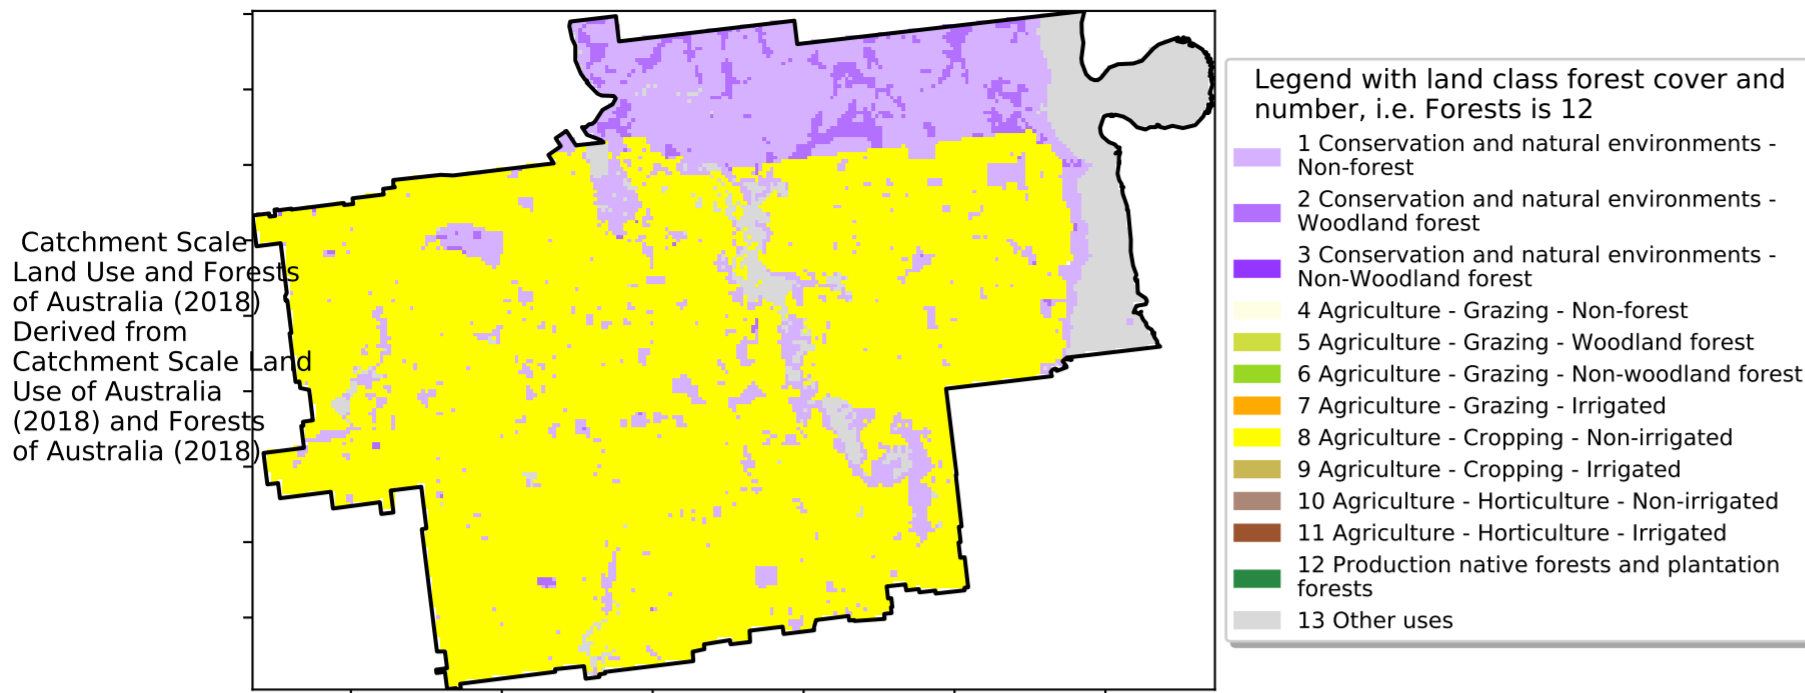 Catchment Scale
Land Use and Forests
of Australia (2018)
Derived from
Catchment Scale Land
Use of Australia
(2018) and Forests
of Australia (2018)
Legend with land class forest cover and
number, i.e. Forests is 12
1 Conservation and natural environments -
Non-forest
2 Conservation and natural environments -
Woodland forest
3 Conservation and natural environments -
Non-Woodland forest
4 Agriculture - Grazing - Non-forest
5 Agriculture - Grazing - Woodland forest
6 Agriculture - Grazing - Non-woodland forest
7 Agriculture - Grazing - Irrigated
8 Agriculture - Cropping - Non-irrigated
9 Agriculture - Cropping - Irrigated
10 Agriculture - Horticulture - Non-irrigated
11 Agriculture - Horticulture - Irrigated
12 Production native forests and plantation
forests
13 Other uses